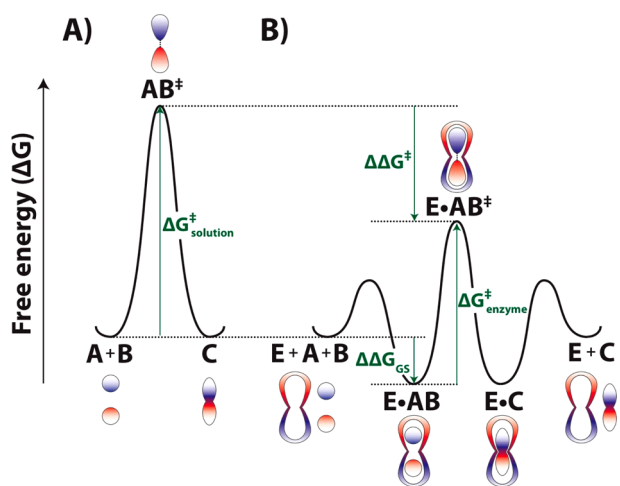 A)
B)
AB‡
Free energy (ΔG)
ΔG‡solution
ΔΔG‡
E•AB‡
ΔG‡enzyme
A+B
C
E+A+B
ΔΔGGS
E+C
E•AB
E•C